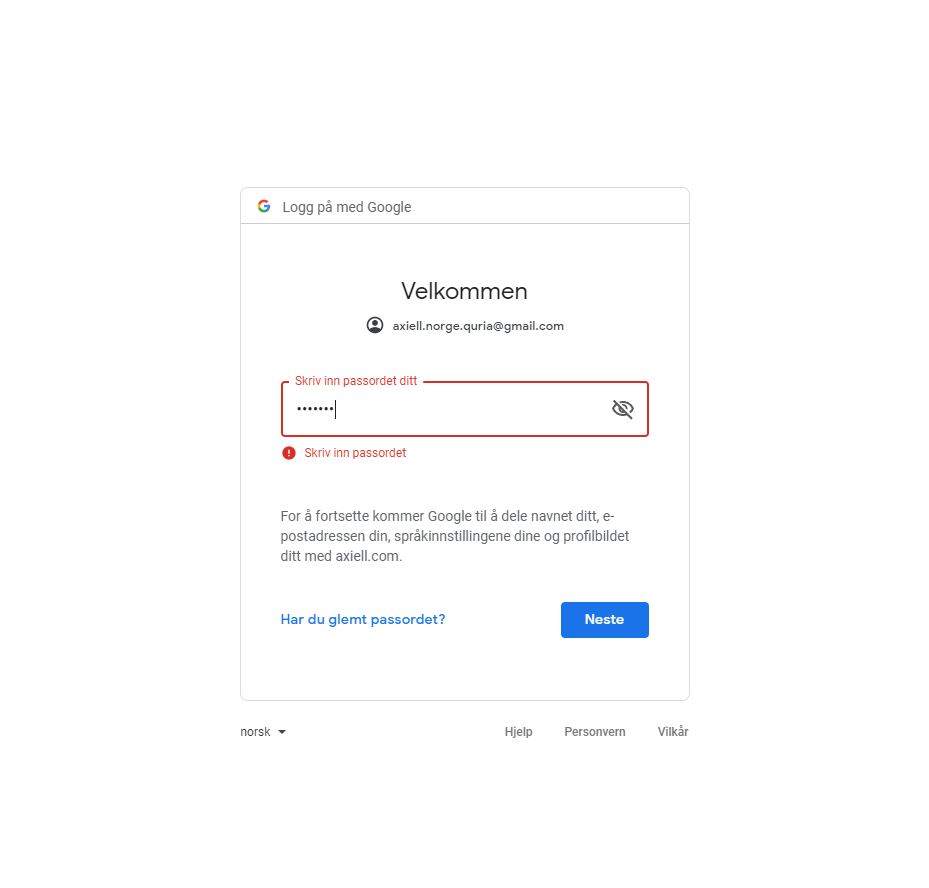 Logg på med Google
Velkommen
axiell.norge.quria@gmail.com
Skriv inn passordet ditt
•••••••
Skriv inn passordet
For å fortsette kommer Google til å dele navnet ditt, e-
postadressen din, språkinnstillingene dine og profilbildet
ditt med axiell.com.
Har du glemt passordet?
Neste
norsk
Hjelp
Personvern
Vilkår